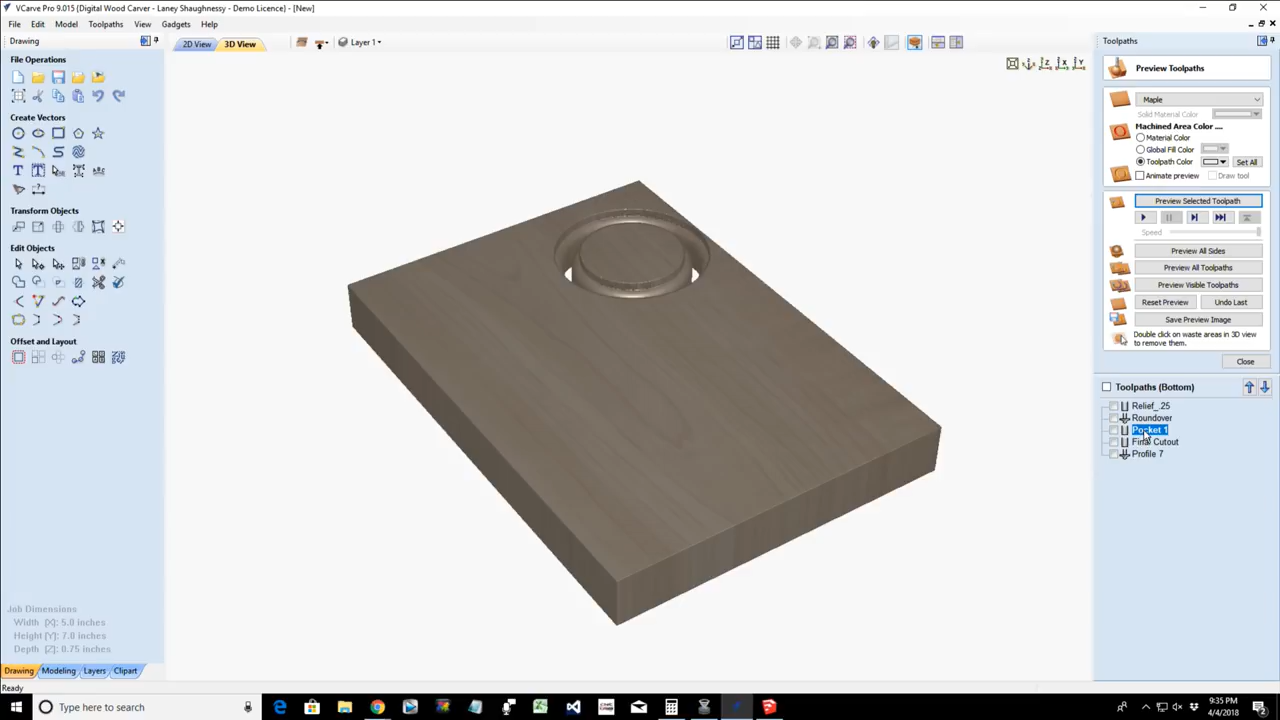 VCarve Pro 9.015 {Digital Wood Carver - Laney Shaughnessy - Demo Licence} - [New]
File Edit Model Toolpaths View Gadgets Help
Drawing
2D View 3D View Layer 1
Toolpaths
File Operations
Create Vectors
Transform Objects
Edit Objects
Offset and Layout
Job Dimensions
Width (X): 5.0 inches
Height (Y): 7.0 inches
Depth (Z): 0.75 inches
Drawing Modeling Layers Clipart
Ready
Z X Y
Preview Toolpaths
Maple
Solid Material Color
Machined Area Color ....
Material Color
Global Fill Color
Toolpath Color Set All
Animate preview Draw tool
Preview Selected Toolpath
Speed
Preview All Sides
Preview All Toolpaths
Preview Visible Toolpaths
Reset Preview Undo Last
Save Preview Image
Double click on waste areas in 3D view
to remove them.
Close
Toolpaths (Bottom)
Relief_.25
Roundover
Pocket 1
Final Cutout
Profile 7
Type here to search
9:35 PM
4/4/2018